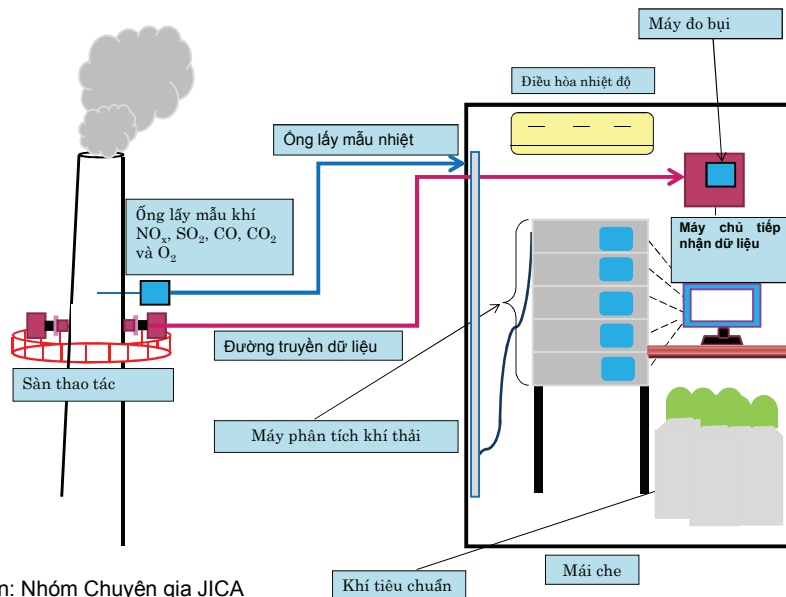 Máy đo bụi
Điều hòa nhiệt độ
Ống lấy mẫu nhiệt
Ống lấy mẫu khí
NOx, SO2, CO, CO2
và O2
Máy chủ tiếp
nhận dữ liệu
Đường truyền dữ liệu
Sàn thao tác
Máy phân tích khí thải
Mái che
Khí tiêu chuẩn
n: Nhóm Chuyên gia JICA